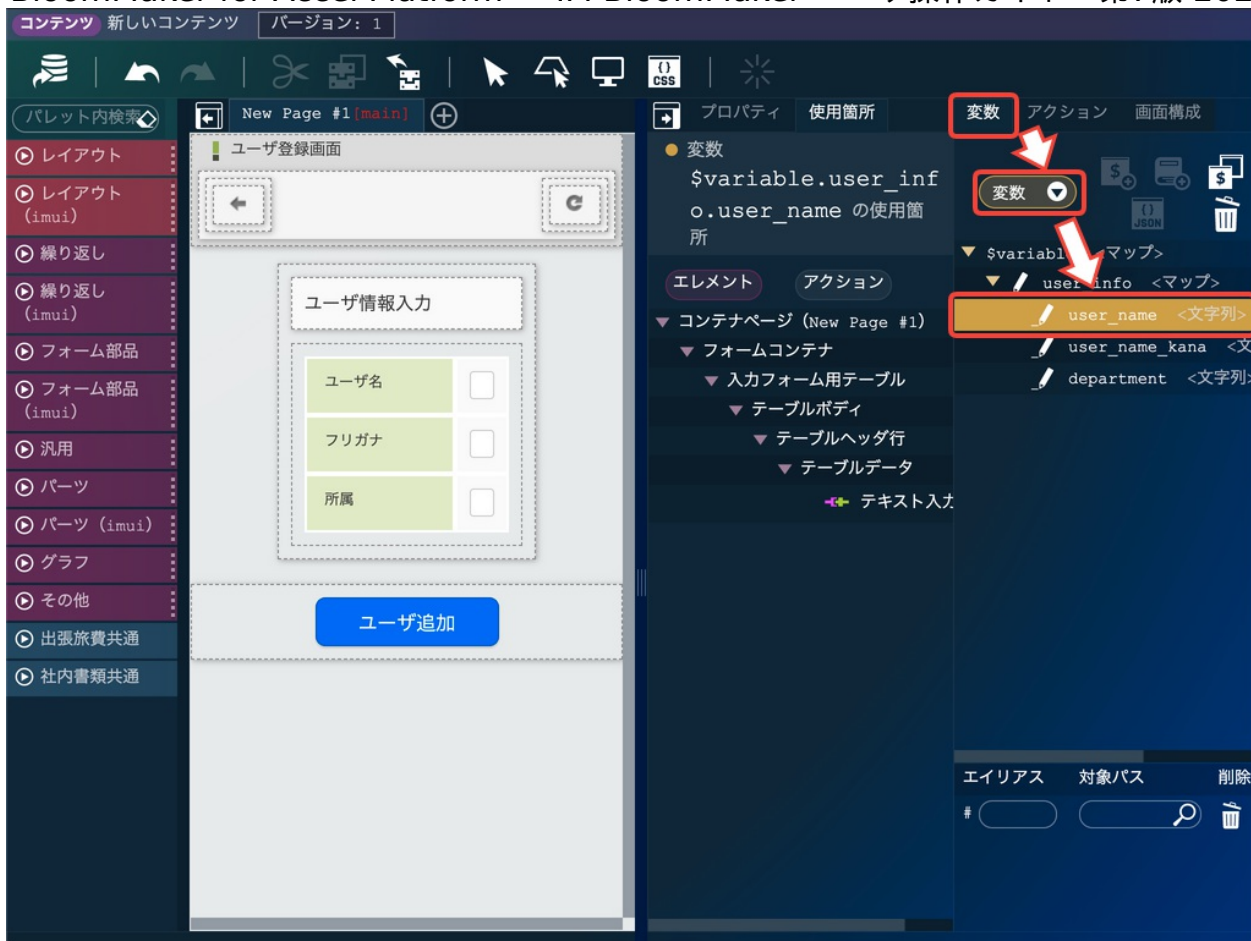 コンテンツ 新しいコンテンツ バージョン: 1
CSS
パレット内検索
レイアウト
レイアウト
(imui)
繰り返し
繰り返し
(imui)
フォーム部品
フォーム部品
(imui)
汎用
パーツ
パーツ (imui)
グラフ
その他
出張旅費共通
社内書類共通
New Page #1[main]
ユーザ登録画面
ユーザ情報入力
ユーザ名
フリガナ
所属
ユーザ追加
プロパティ 使用箇所
変数
$variable.user_inf
o.user_name の使用箇
所
エレメント アクション
コンテナページ (New Page #1)
フォームコンテナ
入力フォーム用テーブル
テーブルボディ
テーブルヘッダ行
テーブルデータ
テキスト入力
変数 アクション 画面構成
変数
JSON
$variabl マップ>
user_info <マップ>
user_name <文字列>
user_name_kana <文
department <文字列>
エイリアス 対象パス 削除
#